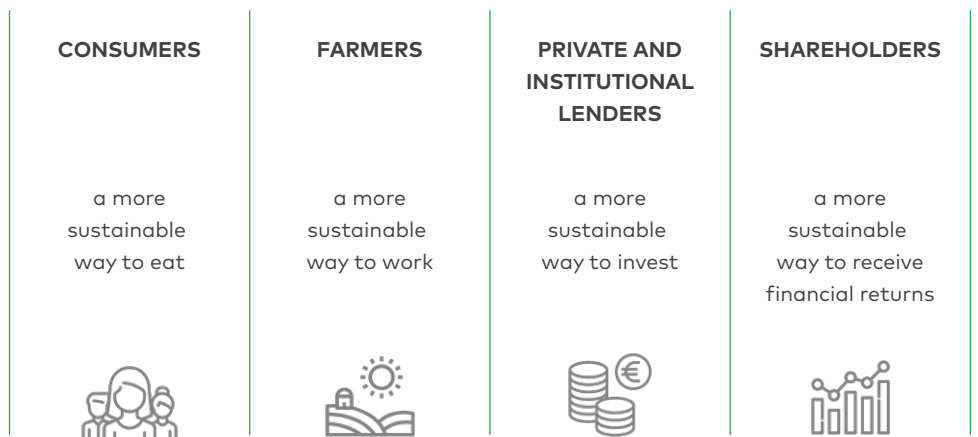 CONSUMERS
a more
sustainable
way to eat
FARMERS
a more
sustainable
way to work
PRIVATE AND
INSTITUTIONAL
LENDERS
a more
sustainable
way to invest
SHAREHOLDERS
a more
sustainable
way to receive
financial returns
€